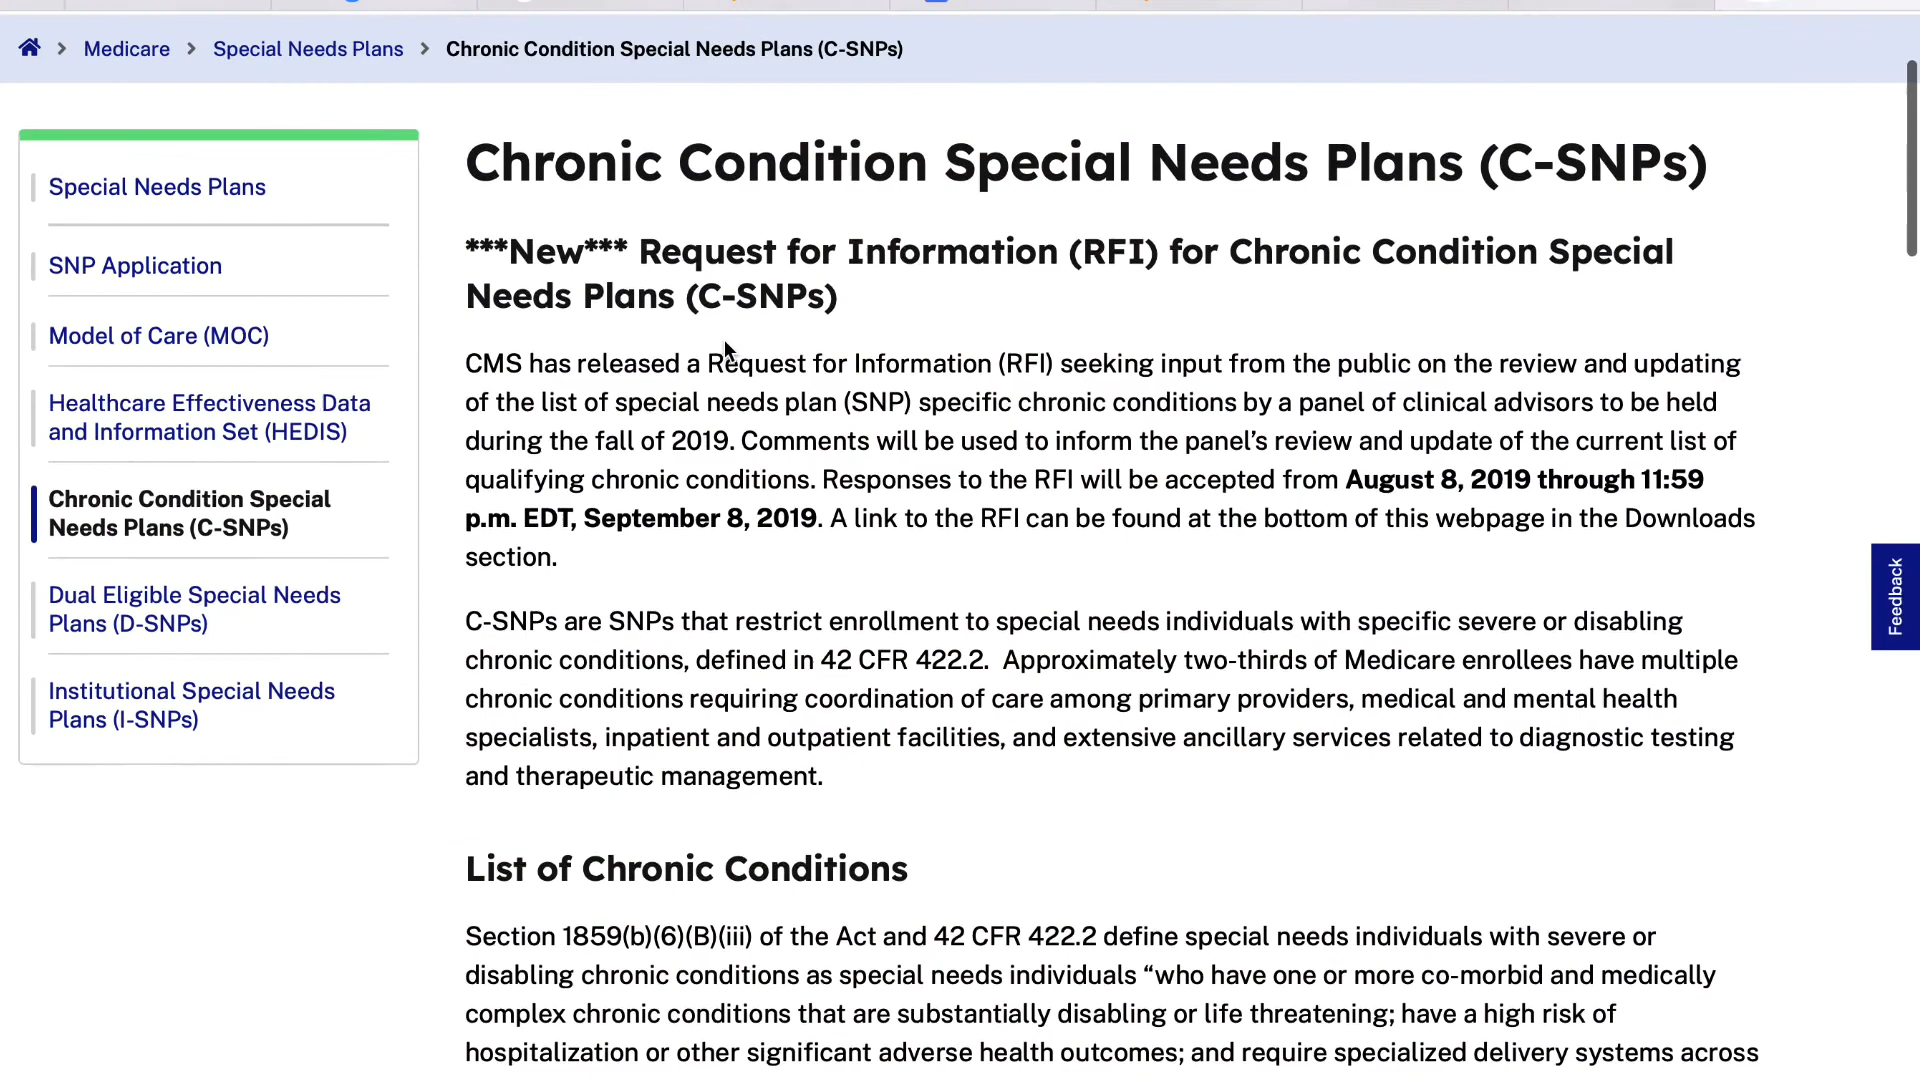 Medicare > Special Needs Plans > Chronic Condition Special Needs Plans (C-SNPs)
Special Needs Plans
SNP Application
Model of Care (MOC)
Healthcare Effectiveness Data
and Information Set (HEDIS)
Chronic Condition Special
Needs Plans (C-SNPs)
Dual Eligible Special Needs
Plans (D-SNPs)
Institutional Special Needs
Plans (I-SNPs)
Chronic Condition Special Needs Plans (C-SNPs)
***New*** Request for Information (RFI) for Chronic Condition Special
Needs Plans (C-SNPs)
CMS has released a Request for Information (RFI) seeking input from the public on the review and updating
of the list of special needs plan (SNP) specific chronic conditions by a panel of clinical advisors to be held
during the fall of 2019. Comments will be used to inform the panel’s review and update of the current list of
qualifying chronic conditions. Responses to the RFI will be accepted from August 8, 2019 through 11:59
p.m. EDT, September 8, 2019. A link to the RFI can be found at the bottom of this webpage in the Downloads
section.
C-SNPs are SNPs that restrict enrollment to special needs individuals with specific severe or disabling
chronic conditions, defined in 42 CFR 422.2.  Approximately two-thirds of Medicare enrollees have multiple
chronic conditions requiring coordination of care among primary providers, medical and mental health
specialists, inpatient and outpatient facilities, and extensive ancillary services related to diagnostic testing
and therapeutic management.
List of Chronic Conditions
Section 1859(b)(6)(B)(iii) of the Act and 42 CFR 422.2 define special needs individuals with severe or
disabling chronic conditions as special needs individuals “who have one or more co-morbid and medically
complex chronic conditions that are substantially disabling or life threatening; have a high risk of
hospitalization or other significant adverse health outcomes; and require specialized delivery systems across
Feedback